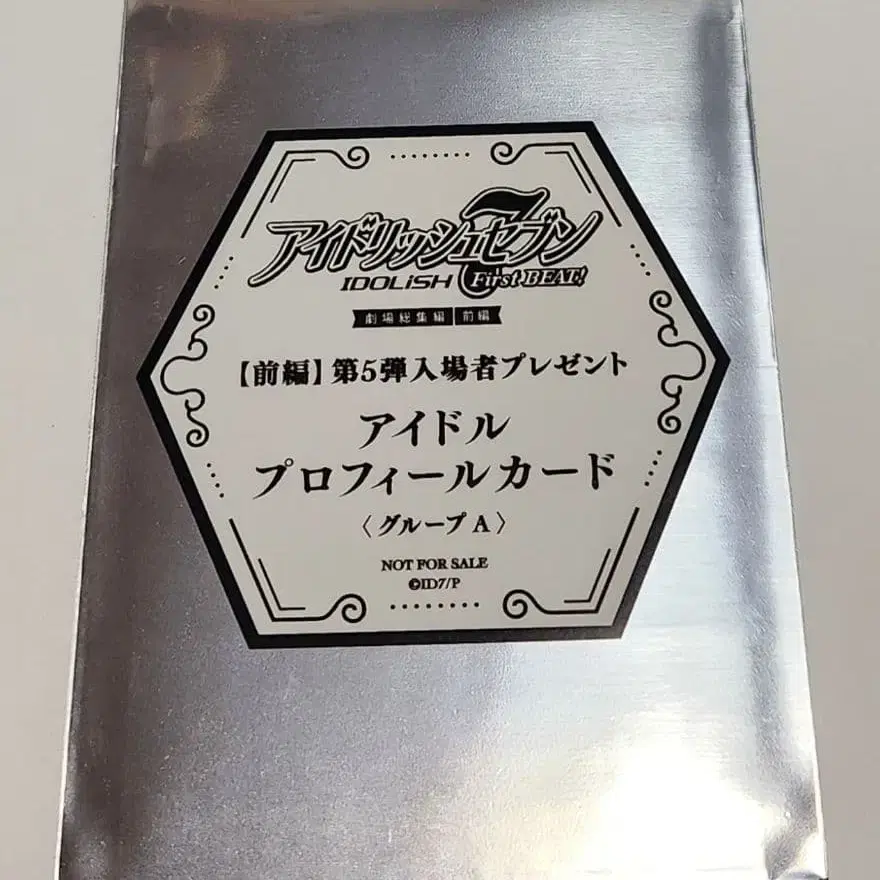 アイドリッシュセブン
7
IDOLiSH First BEAT!
劇場総集編 前編
【前編】第5弾入場者プレゼント
アイドル
プロフィールカード
〈グループ A〉
NOT FOR SALE
©ID7/P